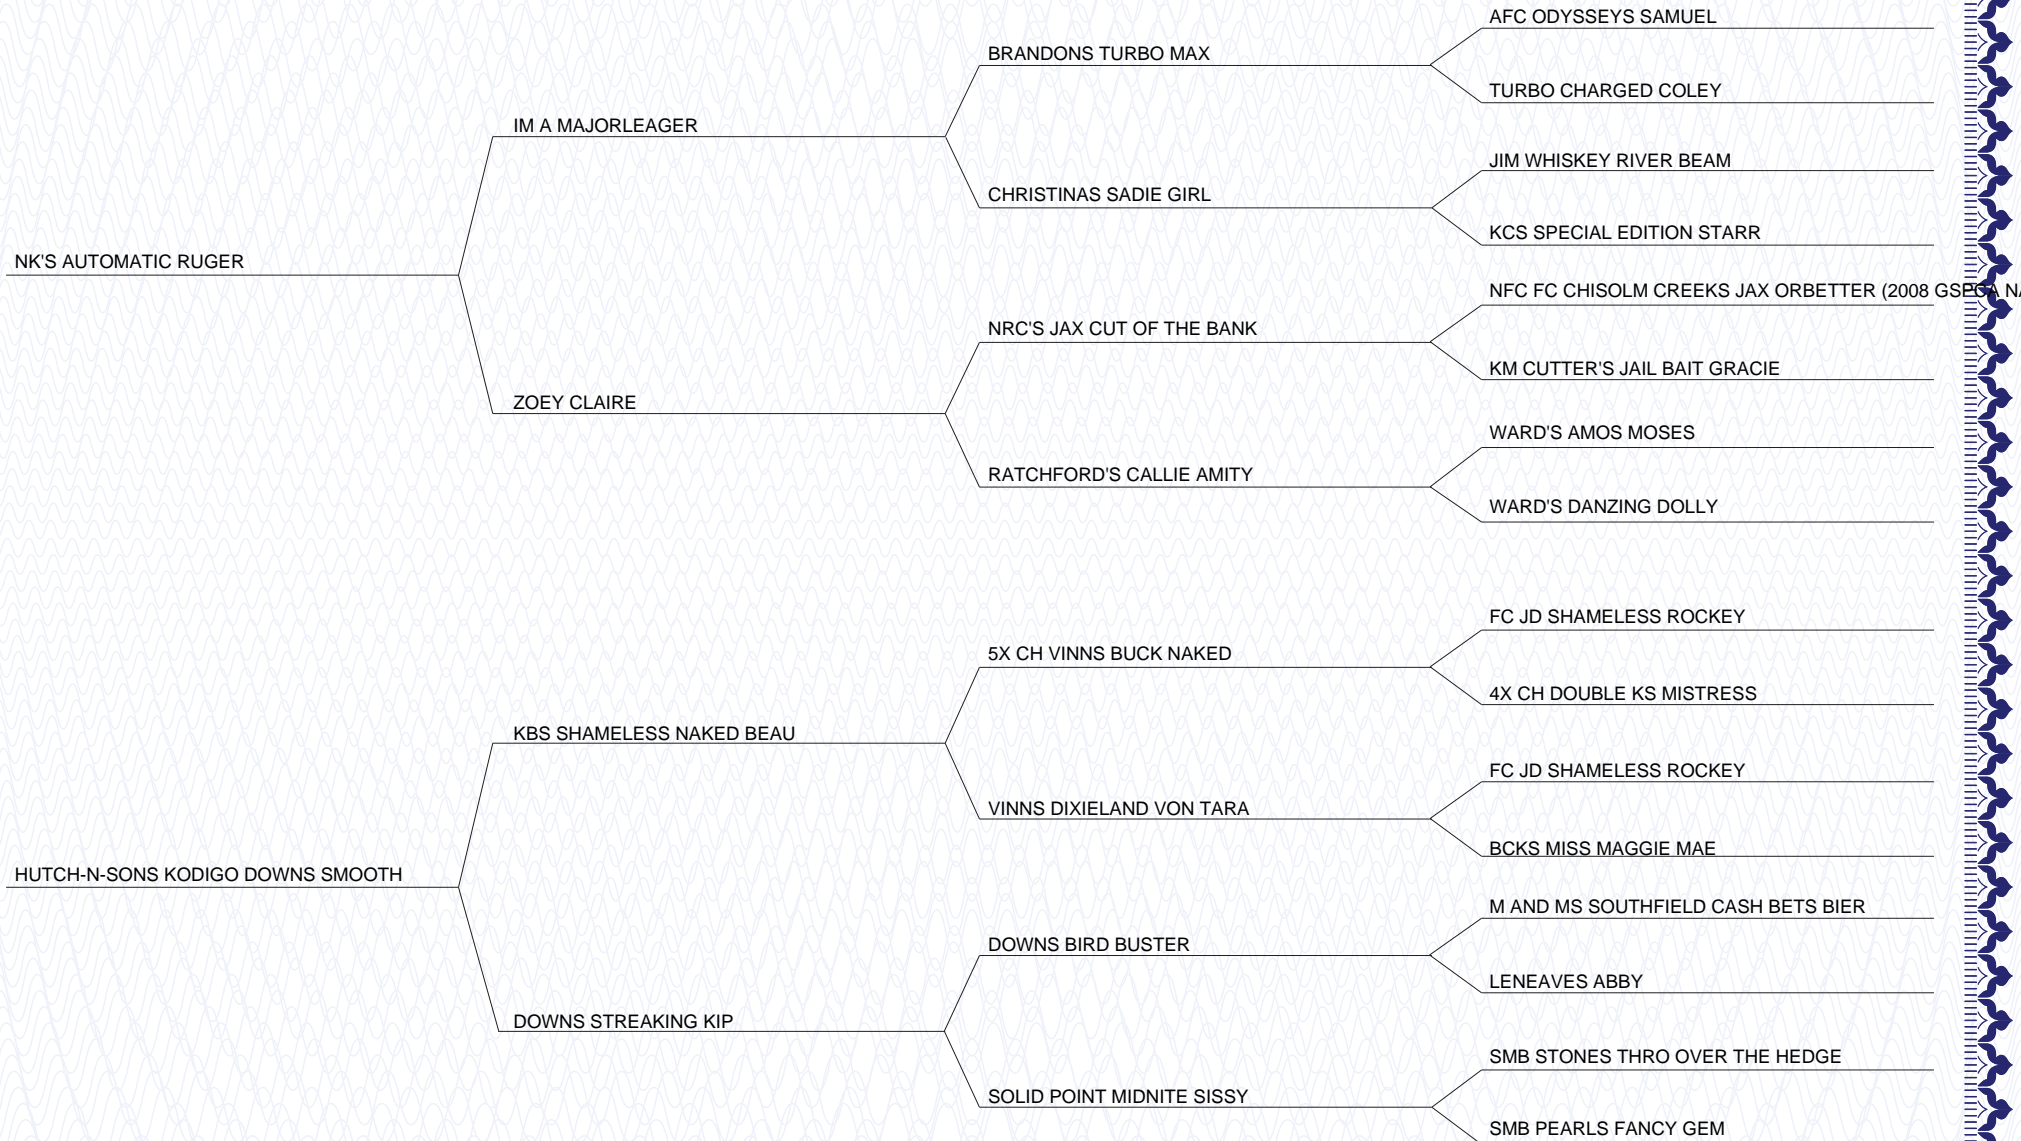 AFC ODYSSEYS SAMUEL
BRANDONS TURBO MAX
TURBO CHARGED COLEY
IM A MAJORLEAGER
JIM WHISKEY RIVER BEAM
CHRISTINAS SADIE GIRL
KCS SPECIAL EDITION STARR
NK'S AUTOMATIC RUGER
NFC FC CHISOLM CREEKS JAX ORBETTER (2008 GSPCA
NRC'S JAX CUT OF THE BANK
KM CUTTER'S JAIL BAIT GRACIE
ZOEY CLAIRE
WARD'S AMOS MOSES
RATCHFORD'S CALLIE AMITY
WARD'S DANZING DOLLY
FC JD SHAMELESS ROCKEY
5X CH VINNS BUCK NAKED
4X CH DOUBLE KS MISTRESS
KBS SHAMELESS NAKED BEAU
FC JD SHAMELESS ROCKEY
VINNS DIXIELAND VON TARA
BCKS MISS MAGGIE MAE
HUTCH-N-SONS KODIGO DOWNS SMOOTH
M AND MS SOUTHFIELD CASH BETS BIER
DOWNS BIRD BUSTER
LENEAVES ABBY
DOWNS STREAKING KIP
SMB STONES THRO OVER THE HEDGE
SOLID POINT MIDNITE SISSY
SMB PEARLS FANCY GEM